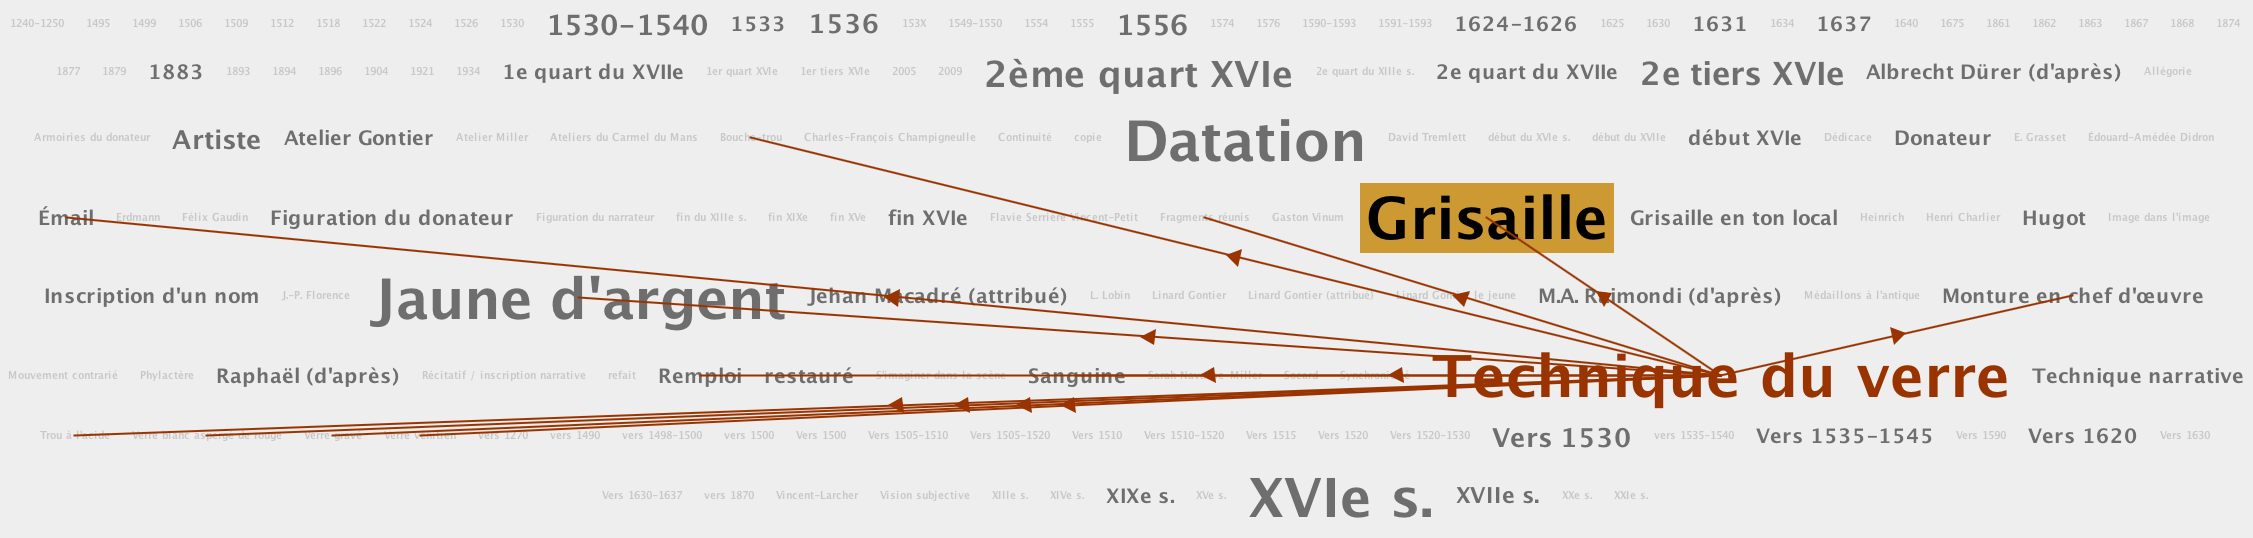 1240-1250 1495 1499 1506 1509 1512 1518 1522 1524 1526 1530 1530-1540 1533 1536 153X 1549-1550 1554 1555 1556 1574 1576 1590-1593 1591-1593 1624-1626 1625 1630 1631 1634 1637 1640 1675 1861 1862 1863 1867 1868 1874
1877 1879 1883 1893 1894 1896 1904 1921 1934 1e quart du XVIIe 1er quart XVIe 1er tiers XVIe 2005 2009 2ème quart XVIe 2e quart du XIIIe s. 2e quart du XVIIe 2e tiers XVIe Albrecht Dürer (d'après) Allégorie
Armoiries du donateur Artiste Atelier Gontier Atelier Miller Ateliers du Carmel du Mans Bouche-trou Charles-François Champigneulle Continuité copie Datation David Tremlett début du XVIe s. début du XVIIe début XVIe Dédicace Donateur E. Grasset Édouard-Amédée Didron
Émail Erdmann Félix Gaudin Figuration du donateur Figuration du narrateur fin du XIIIe s. fin XIXe fin XVe fin XVIe Flavie Serrière Vincent-Petit Fragments réunis Gaston Vinum Grisaille Grisaille en ton local Heinrich Henri Charlier Hugot Image dans l'image
Inscription d'un nom J.-P. Florence Jaune d'argent Jehan Macadré (attribué) L. Lobin Linard Gontier Linard Gontier (attribué) Linard Gontier le jeune M.A. Raimondi (d'après) Médaillons à l'antique Monture en chef d'œuvre
Mouvement contrarié Phylactère Raphaël (d'après) Récitatif / inscription narrative refait Remploi restauré S'imaginer dans la scène Sanguine Sarah Navasse-Miller Socard Synchronisme Technique du verre Technique narrative
Trou à l'acide Verre blanc aspergé de rouge Verre gravé Verre vénitien Vers 1270 vers 1490 vers 1498-1500 vers 1500 Vers 1500 Vers 1505-1510 Vers 1505-1520 Vers 1510 Vers 1510-1520 Vers 1515 Vers 1520 Vers 1520-1530 Vers 1530 vers 1535-1540 Vers 1535-1545 Vers 1590 Vers 1620 Vers 1630
Vers 1630-1637 vers 1870 Vincent-Larcher Vision subjective XIIIe s. XIVe s. XIXe s. XVe s. XVIe s. XVIIe s. XXe s. XXIe s.